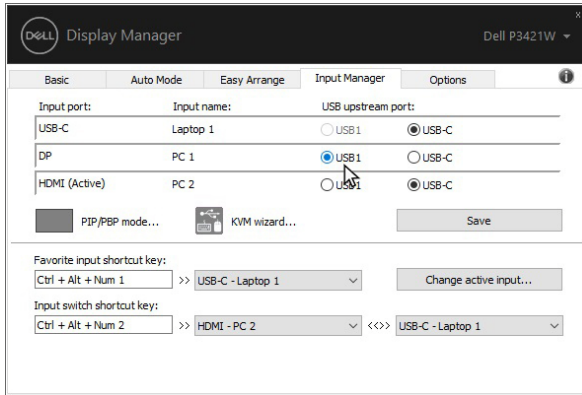 DELL Display Manager Dell P3421W
Basic Auto Mode Easy Arrange Input Manager Options
Input port: Input name: USB upstream port:
USB-C Laptop 1 USB1 USB-C
DP PC 1 USB1 USB-C
HDMI (Active) PC 2 USB1 USB-C
PIP/PBP mode... KVM wizard... Save
Favorite input shortcut key:
Ctrl + Alt + Num 1 >> USB-C - Laptop 1 Change active input...
Input switch shortcut key:
Ctrl + Alt + Num 2 >> HDMI - PC 2 <<>> USB-C - Laptop 1